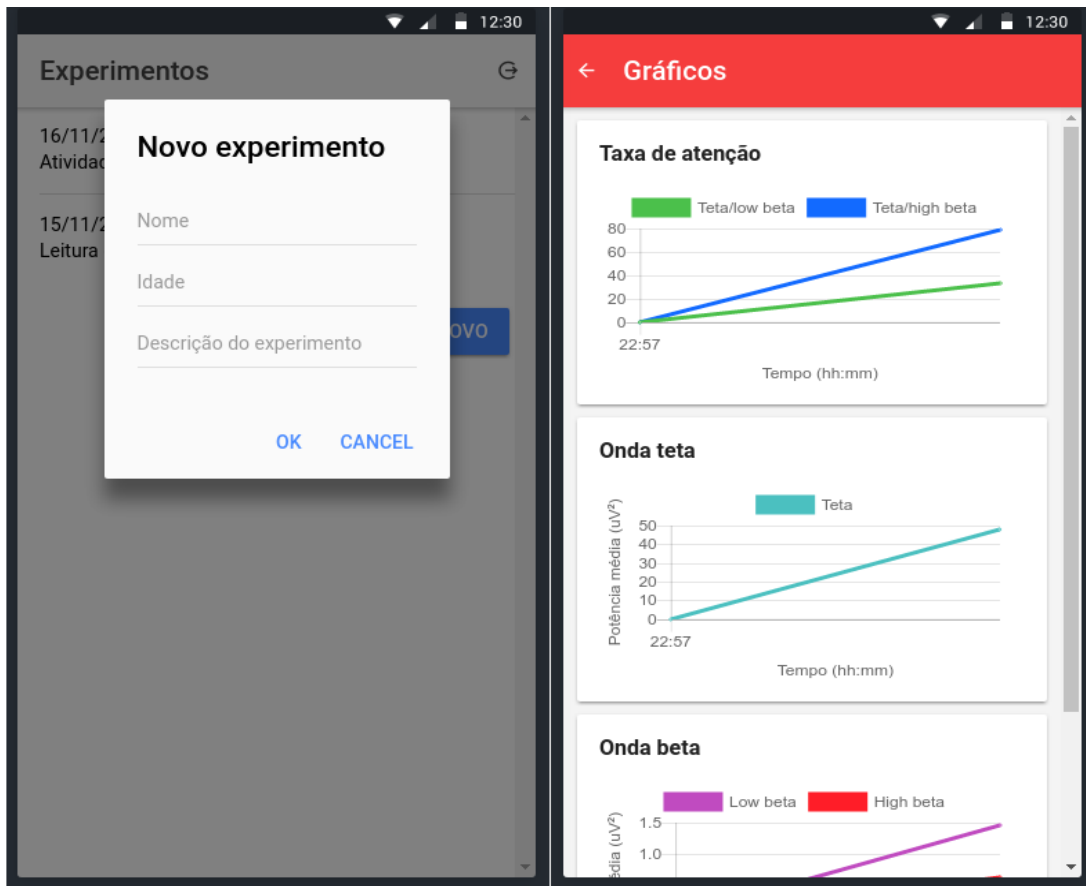 12:30
Experimentos
16/11/2
Atividad
15/11/2
Leitura
Novo experimento
Nome
Idade
Descrição do experimento
OVO
OK CANCEL
12:30
Gráficos
Taxa de atenção
Teta/low beta Teta/high beta
80
60
40
20
0
22:57
Tempo (hh:mm)
Onda teta
Teta
Potência média (uV²)
50
40
30
20
10
0
22:57
Tempo (hh:mm)
Onda beta
Low beta High beta
édia (uV²)
1.5
1.0